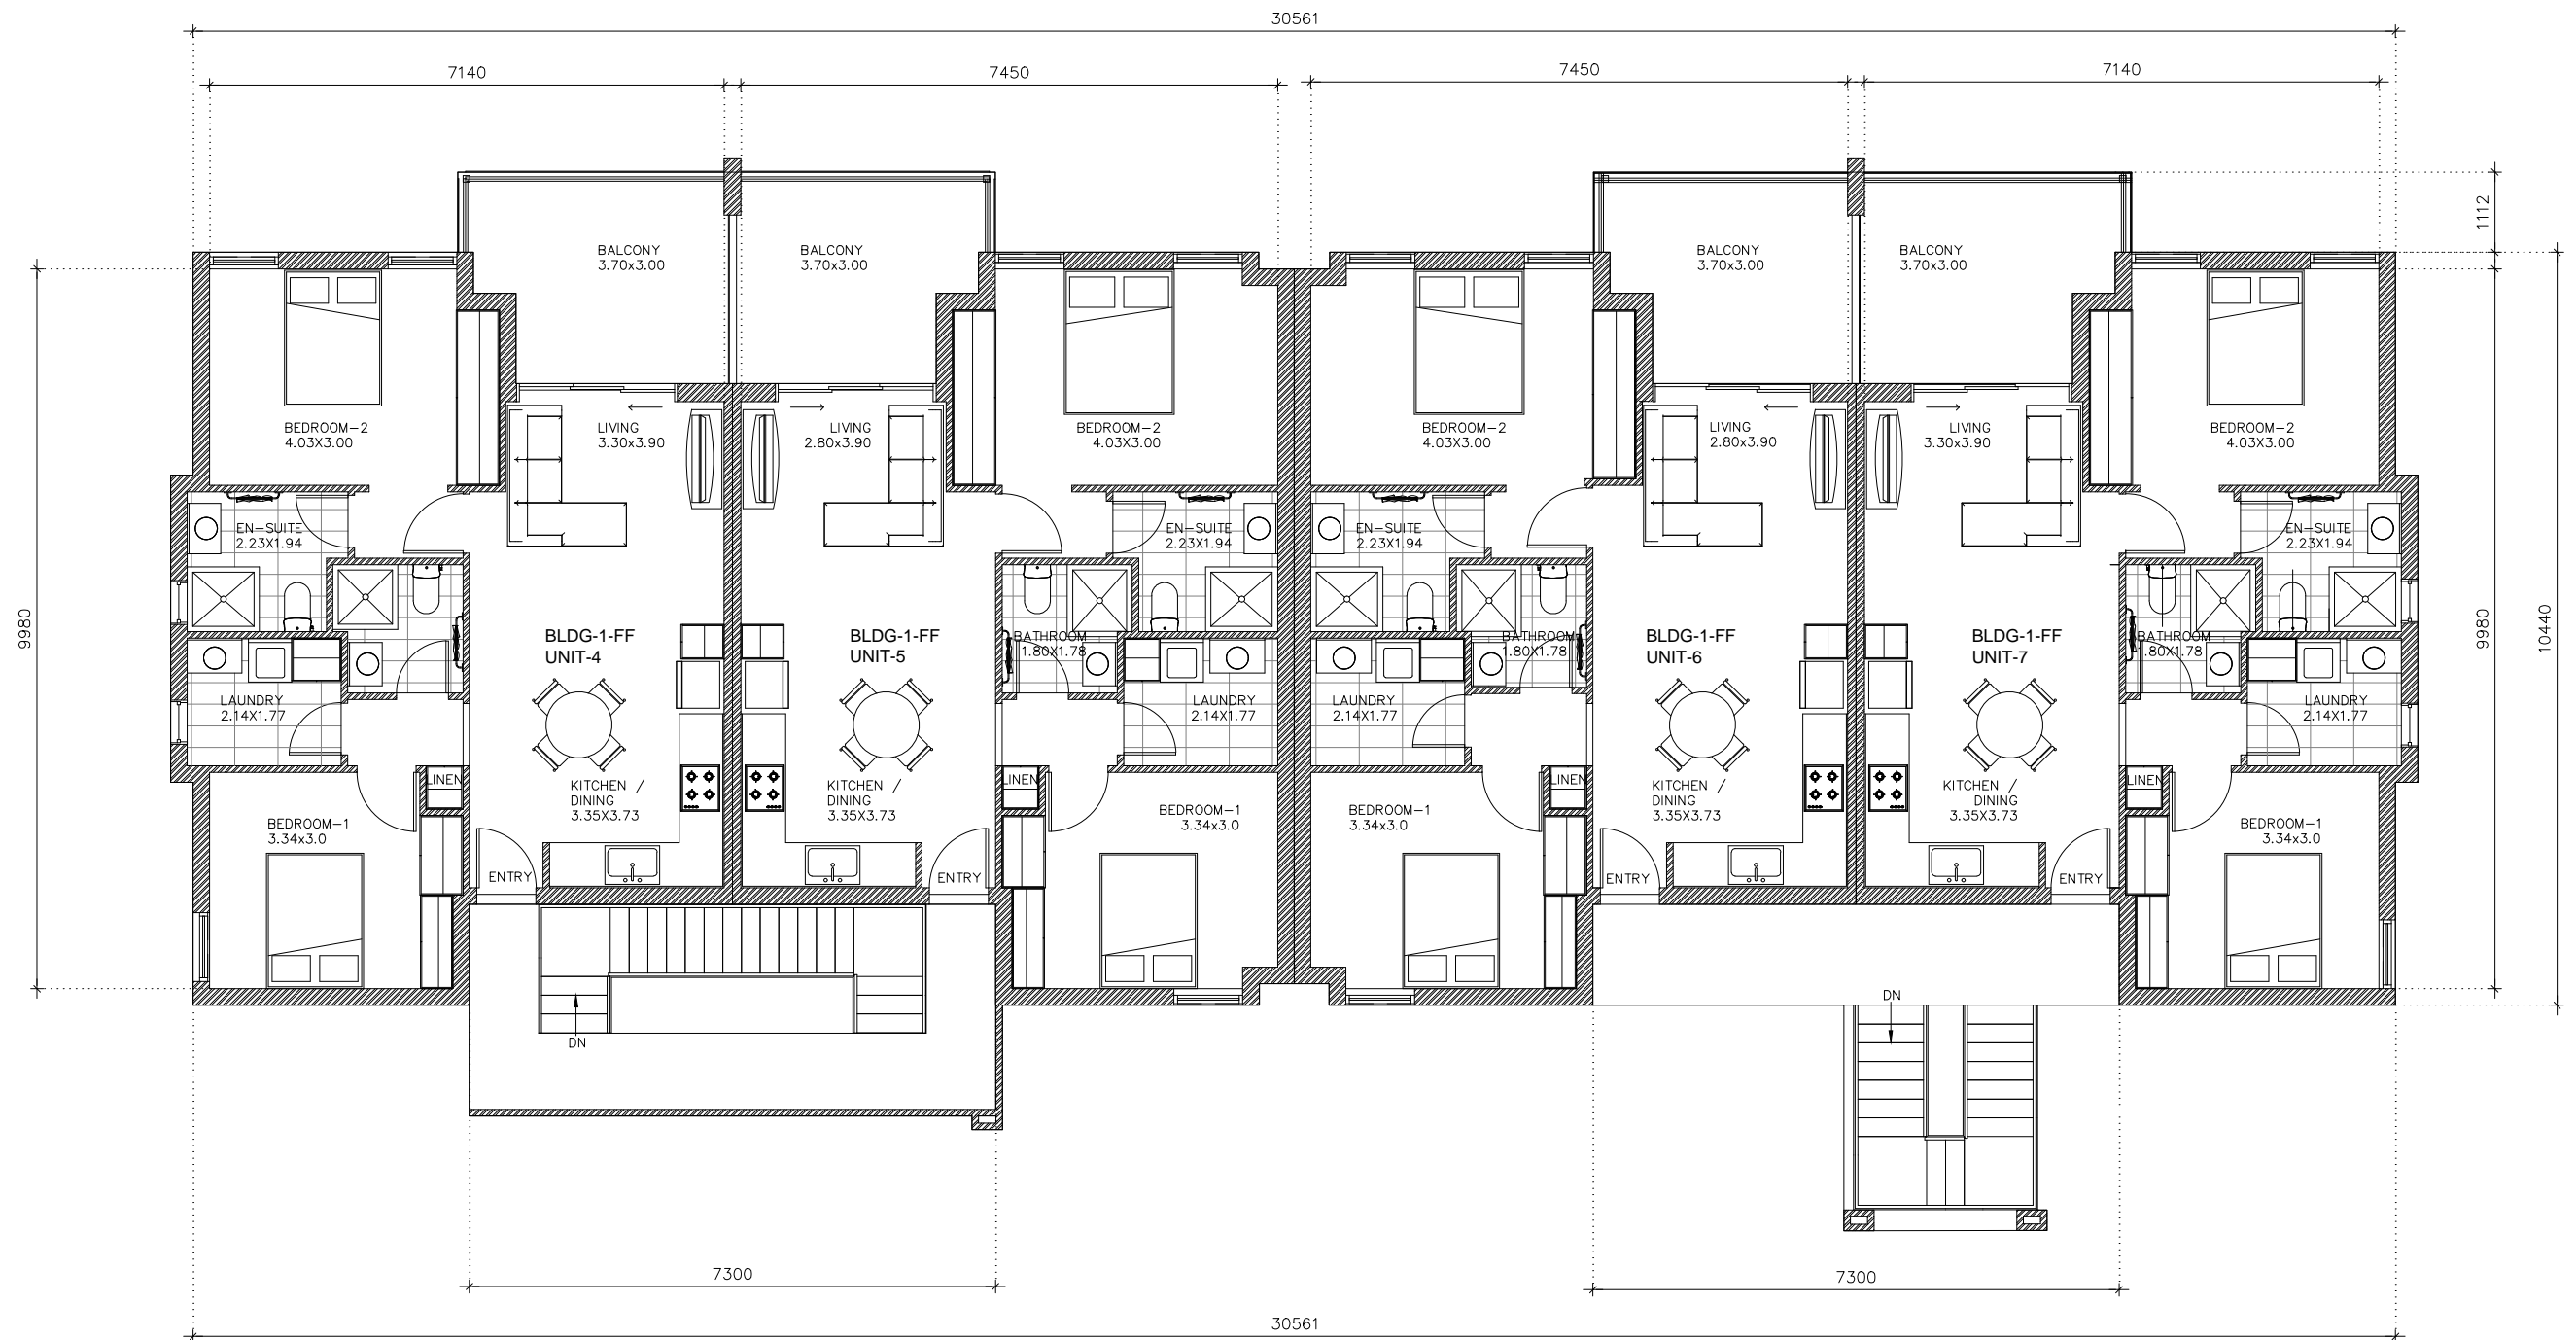 30561
7140
7450
7450
7140
1112
BALCONY
3.70x3.00
BALCONY
3.70x3.00
BALCONY
3.70x3.00
BALCONY
3.70x3.00
BEDROOM-2
4.03X3.00
LIVING
3.30x3.90
LIVING
2.80x3.90
BEDROOM-2
4.03X3.00
BEDROOM-2
4.03X3.00
LIVING
2.80x3.90
LIVING
3.30x3.90
BEDROOM-2
4.03X3.00
EN-SUITE
2.23X1.94
EN-SUITE
2.23X1.94
EN-SUITE
2.23X1.94
EN-SUITE
2.23X1.94
9980
BLDG-1-FF
UNIT-4
BLDG-1-FF
UNIT-5
BATHROOM
1.80X1.78
BATHROOM
1.80X1.78
BLDG-1-FF
UNIT-6
BLDG-1-FF
UNIT-7
BATHROOM
1.80X1.78
9980
10440
LAUNDRY
2.14X1.77
LAUNDRY
2.14X1.77
LAUNDRY
2.14X1.77
LAUNDRY
2.14X1.77
LINEN
LINEN
LINEN
LINEN
KITCHEN /
DINING
3.35X3.73
KITCHEN /
DINING
3.35X3.73
KITCHEN /
DINING
3.35X3.73
KITCHEN /
DINING
3.35X3.73
BEDROOM-1
3.34x3.0
BEDROOM-1
3.34x3.0
BEDROOM-1
3.34x3.0
BEDROOM-1
3.34x3.0
ENTRY
ENTRY
ENTRY
ENTRY
DN
DN
7300
7300
30561